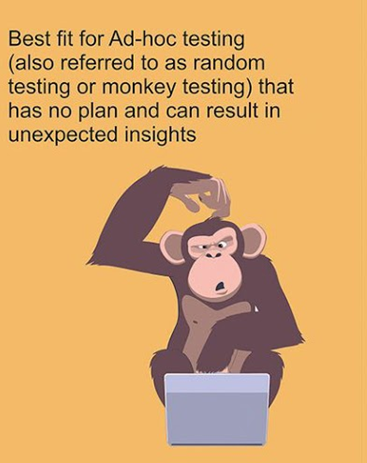 Best fit for Ad-hoc testing
(also referred to as random
testing or monkey testing) that
has no plan and can result in
unexpected insights